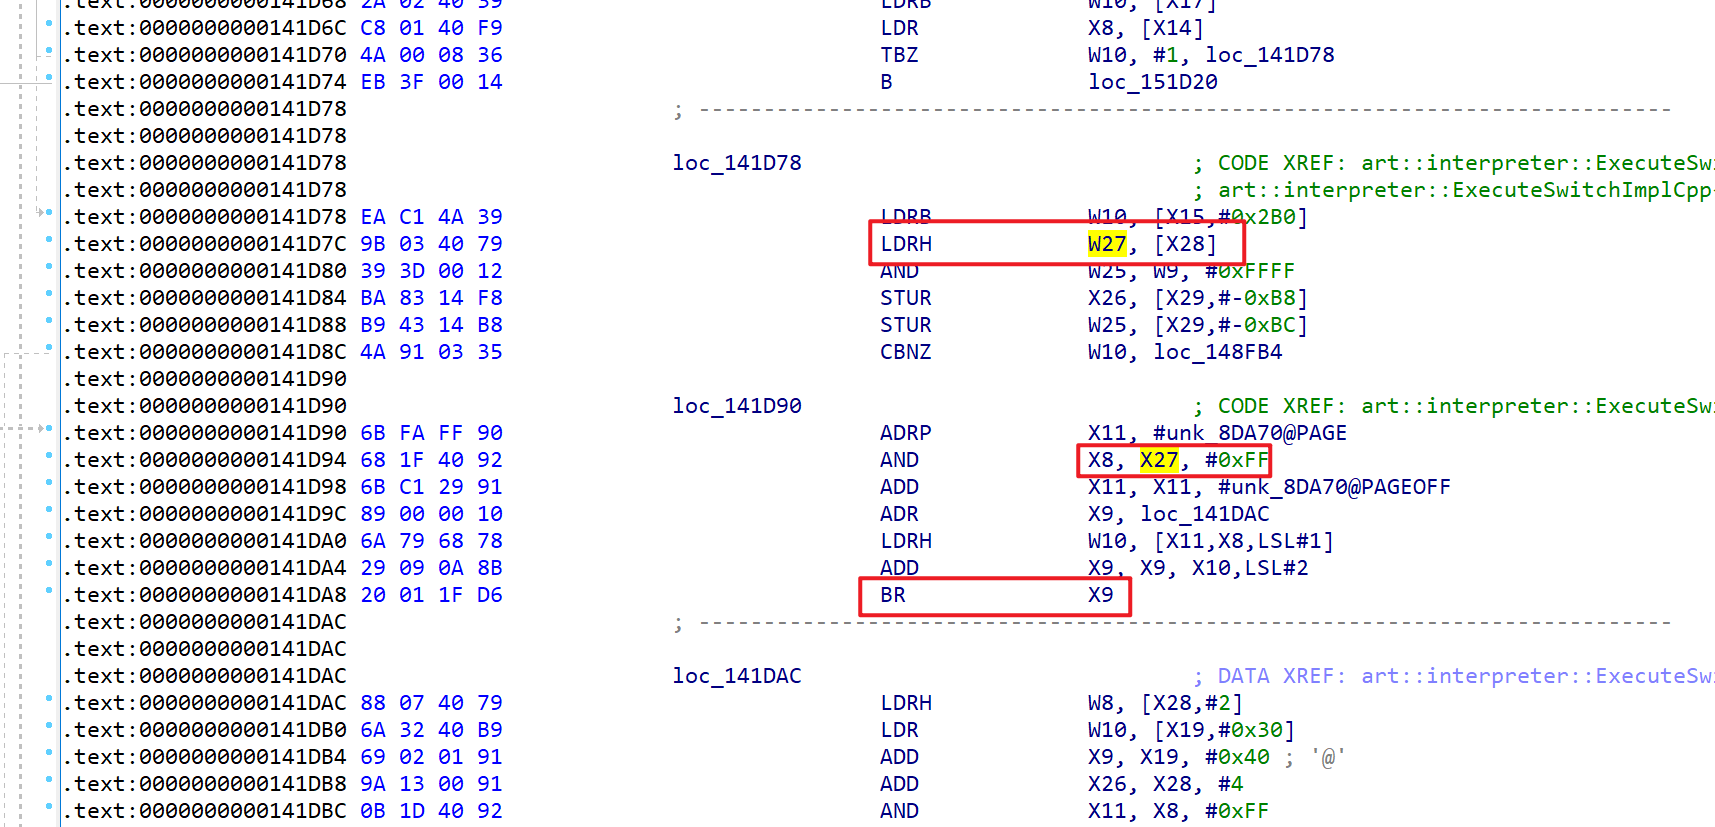 .text:0000000000141D68 2A 02 40 39 LDRB W10, [X17]
.text:0000000000141D6C C8 01 40 F9 LDR X8, [X14]
.text:0000000000141D70 4A 00 08 36 TBZ W10, #1, loc_141D78
.text:0000000000141D74 EB 3F 00 14 B loc_151D20
.text:0000000000141D78 ; ---------------------------------------------------------------------------
.text:0000000000141D78
.text:0000000000141D78 loc_141D78 ; CODE XREF: art::interpreter::ExecuteSwi
.text:0000000000141D78 ; art::interpreter::ExecuteSwitchImplCpp
.text:0000000000141D78 EA C1 4A 39 LDRB W10, [X15,#0x2B0]
.text:0000000000141D7C 9B 03 40 79 LDRH W27, [X28]
.text:0000000000141D80 39 3D 00 12 AND W25, W9, #0xFFFF
.text:0000000000141D84 BA 83 14 F8 STUR X26, [X29,#-0xB8]
.text:0000000000141D88 B9 43 14 B8 STUR W25, [X29,#-0xBC]
.text:0000000000141D8C 4A 91 03 35 CBNZ W10, loc_148FB4
.text:0000000000141D90
.text:0000000000141D90 loc_141D90 ; CODE XREF: art::interpreter::ExecuteSwi
.text:0000000000141D90 6B FA FF 90 ADRP X11, #unk_8DA70@PAGE
.text:0000000000141D94 68 1F 40 92 AND X8, X27, #0xFF
.text:0000000000141D98 6B C1 29 91 ADD X11, X11, #unk_8DA70@PAGEOFF
.text:0000000000141D9C 89 00 00 10 ADR X9, loc_141DAC
.text:0000000000141DA0 6A 79 68 78 LDRH W10, [X11,X8,LSL#1]
.text:0000000000141DA4 29 09 0A 8B ADD X9, X9, X10,LSL#2
.text:0000000000141DA8 20 01 1F D6 BR X9
.text:0000000000141DAC ; ---------------------------------------------------------------------------
.text:0000000000141DAC
.text:0000000000141DAC loc_141DAC ; DATA XREF: art::interpreter::ExecuteSwi
.text:0000000000141DAC 88 07 40 79 LDRH W8, [X28,#2]
.text:0000000000141DB0 6A 32 40 B9 LDR W10, [X19,#0x30]
.text:0000000000141DB4 69 02 01 91 ADD X9, X19, #0x40 ; '@'
.text:0000000000141DB8 9A 13 00 91 ADD X26, X28, #4
.text:0000000000141DBC 0B 1D 40 92 AND X11, X8, #0xFF